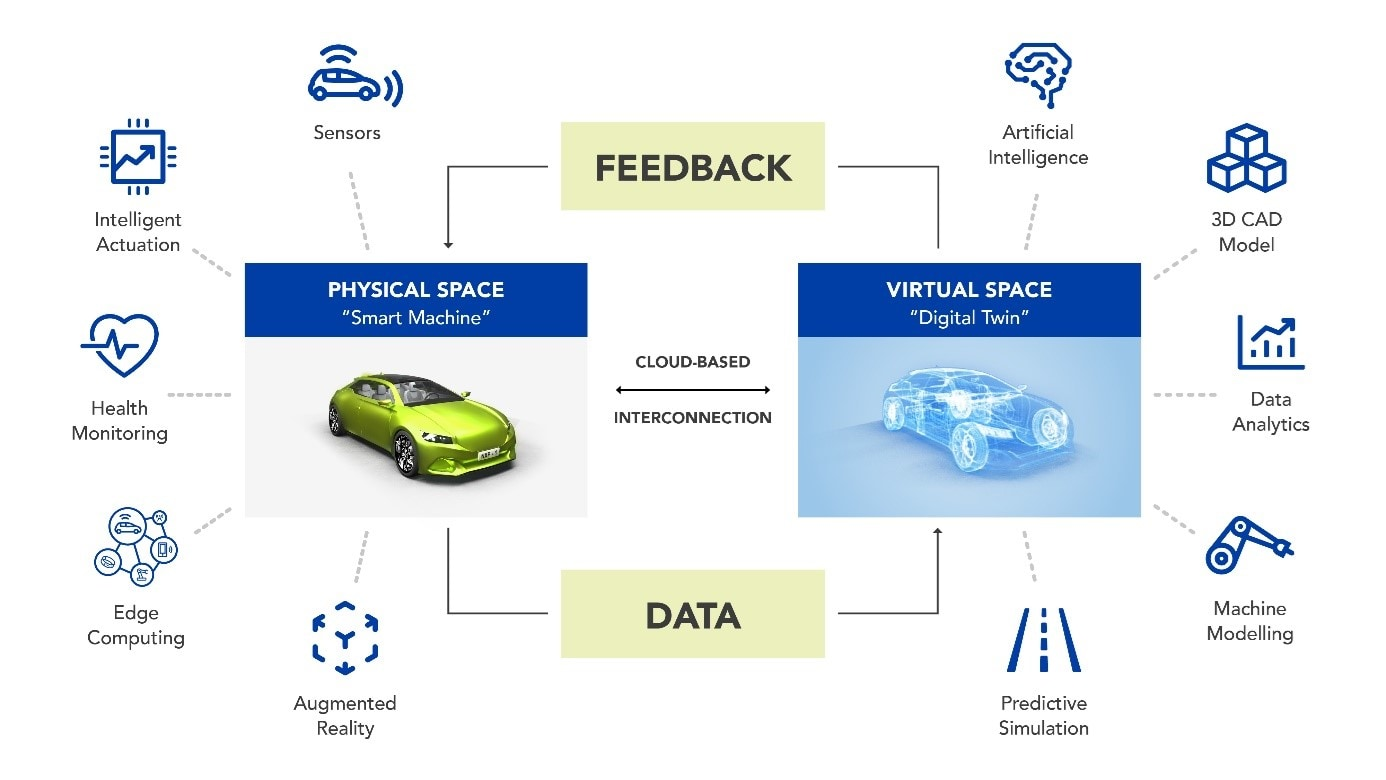 Sensors
Artificial
Intelligence
FEEDBACK
Intelligent
Actuation
3D CAD
Model
PHYSICAL SPACE
“Smart Machine”
VIRTUAL SPACE
“Digital Twin”
CLOUD-BASED
INTERCONNECTION
Health
Monitoring
Data
Analytics
DATA
Edge
Computing
Machine
Modelling
Augmented
Reality
Predictive
Simulation